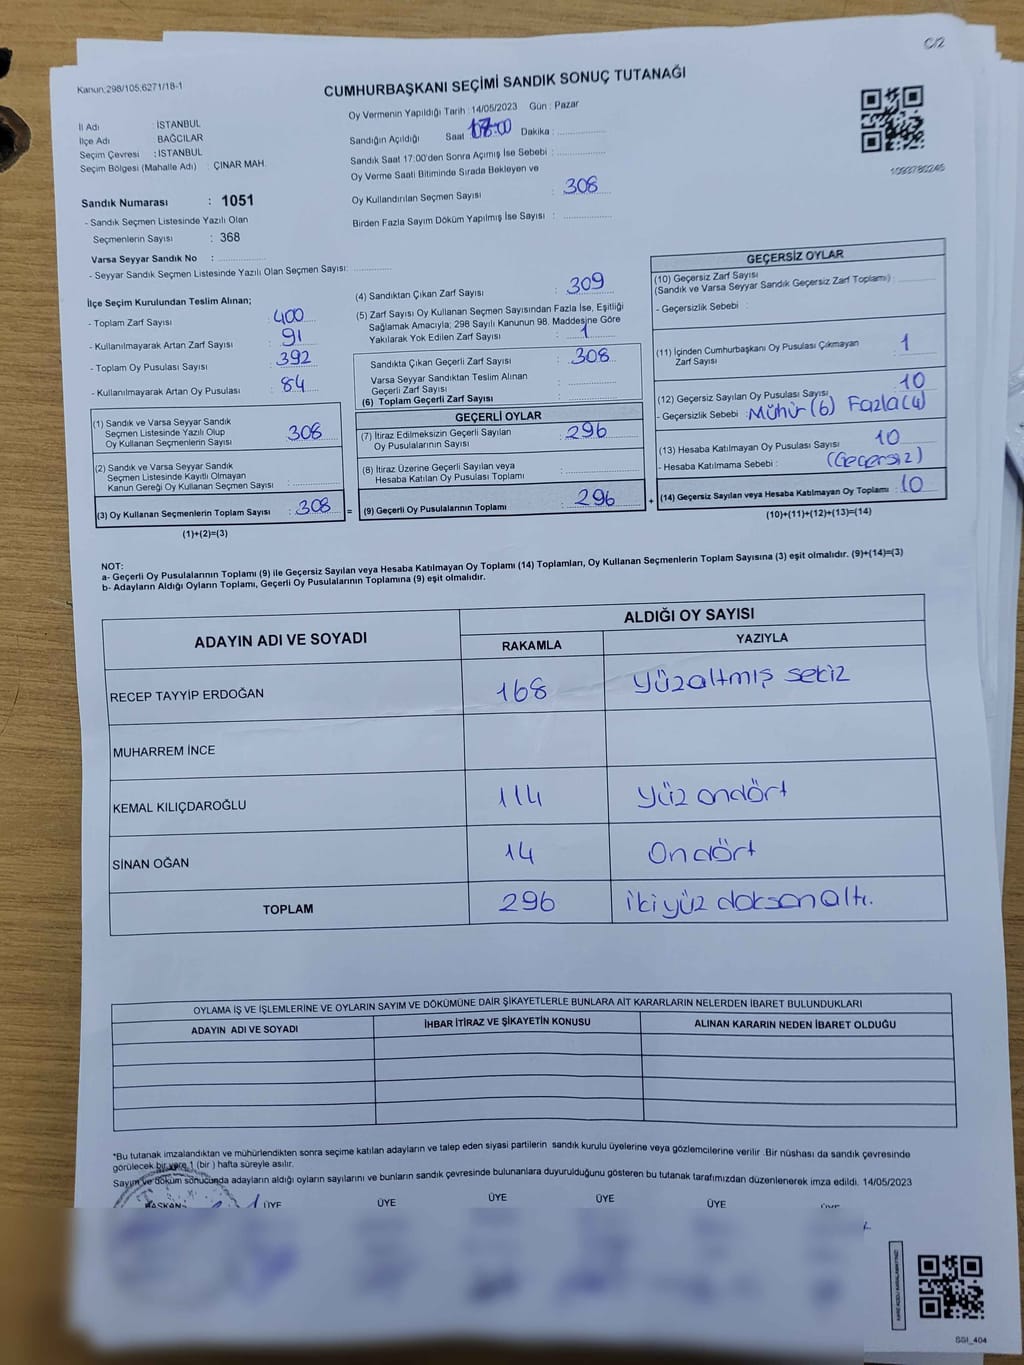 C/2
Kanun:298/105,6271/18-1
CUMHURBAŞKANI SEÇİMİ SANDIK SONUÇ TUTANAĞI
İl Adı : İSTANBUL
İlçe Adı : BAĞCILAR
Seçim Çevresi : İSTANBUL
Seçim Bölgesi (Mahalle Adı) : ÇINAR MAH.
Oy Vermenin Yapıldığı Tarih : 14/05/2023 Gün : Pazar
Sandığın Açıldığı Saat Dakika :
Sandık Saat 17:00'den Sonra Açımış İse Sebebi :
Oy Verme Saati Bitiminde Sırada Bekleyen ve
Oy Kullandırılan Seçmen Sayısı : 308
Birden Fazla Sayım Döküm Yapılmış İse Sayısı :
1093780245
Sandık Numarası : 1051
- Sandık Seçmen Listesinde Yazılı Olan
Seçmenlerin Sayısı : 368
Varsa Seyyar Sandık No :
- Seyyar Sandık Seçmen Listesinde Yazılı Olan Seçmen Sayısı:
İlçe Seçim Kurulundan Teslim Alınan;
- Toplam Zarf Sayısı : 400
- Kullanılmayarak Artan Zarf Sayısı : 91
- Toplam Oy Pusulası Sayısı : 392
- Kullanılmayarak Artan Oy Pusulası : 84
(1) Sandık ve Varsa Seyyar Sandık
Seçmen Listesinde Yazılı Olup
Oy Kullanan Seçmenlerin Sayısı : 308
(2) Sandık ve Varsa Seyyar Sandık
Seçmen Listesinde Kayıtlı Olmayan
Kanun Gereği Oy Kullanan Seçmen Sayısı :
(3) Oy Kullanan Seçmenlerin Toplam Sayısı : 308 =
(1)+(2)=(3)
(4) Sandıktan Çıkan Zarf Sayısı : 309
(5) Zarf Sayısı Oy Kullanan Seçmen Sayısından Fazla İse, Eşitliği
Sağlamak Amacıyla; 298 Sayılı Kanunun 98. Maddesine Göre
Yakılarak Yok Edilen Zarf Sayısı : 1
Sandıkta Çıkan Geçerli Zarf Sayısı : 308
Varsa Seyyar Sandıktan Teslim Alınan
Geçerli Zarf Sayısı :
(6) Toplam Geçerli Zarf Sayısı :
GEÇERLİ OYLAR
(7) İtiraz Edilmeksizin Geçerli Sayılan
Oy Pusulalarının Sayısı : 296
(8) İtiraz Üzerine Geçerli Sayılan veya
Hesaba Katılan Oy Pusulası Toplamı :
(9) Geçerli Oy Pusulalarının Toplamı : 296 +
GEÇERSİZ OYLAR
(10) Geçersiz Zarf Sayısı
(Sandık ve Varsa Seyyar Sandık Geçersiz Zarf Toplamı) :
- Geçersizlik Sebebi :
(11) İçinden Cumhurbaşkanı Oy Pusulası Çıkmayan
Zarf Sayısı : 1
(12) Geçersiz Sayılan Oy Pusulası Sayısı : 10
- Geçersizlik Sebebi : Mühür (6) Fazla (4)
(13) Hesaba Katılmayan Oy Pusulası Sayısı : 10
- Hesaba Katılmama Sebebi : (Geçersiz)
(14) Geçersiz Sayılan veya Hesaba Katılmayan Oy Toplamı : 10
(10)+(11)+(12)+(13)=(14)
NOT:
a- Geçerli Oy Pusulalarının Toplamı (9) ile Geçersiz Sayılan veya Hesaba Katılmayan Oy Toplamı (14) Toplamları, Oy Kullanan Seçmenlerin Toplam Sayısına (3) eşit olmalıdır. (9)+(14)=(3)
b- Adayların Aldığı Oyların Toplamı, Geçerli Oy Pusulalarının Toplamına (9) eşit olmalıdır.
ADAYIN ADI VE SOYADI ALDIĞI OY SAYISI
RAKAMLA YAZIYLA
RECEP TAYYİP ERDOĞAN 168 Yüzaltmış sekiz
MUHARREM İNCE
KEMAL KILIÇDAROĞLU 114 Yüz ondört
SİNAN OĞAN 14 Ondört
TOPLAM 296 ikiyüz doksanaltı.
OYLAMA İŞ VE İŞLEMLERİNE VE OYLARIN SAYIM VE DÖKÜMÜNE DAİR ŞİKAYETLERLE BUNLARA AİT KARARLARIN NELERDEN İBARET BULUNDUKLARI
ADAYIN ADI VE SOYADI İHBAR İTİRAZ VE ŞİKAYETİN KONUSU ALINAN KARARIN NEDEN İBARET OLDUĞU
*Bu tutanak imzalandıktan ve mühürlendikten sonra seçime katılan adayların ve talep eden siyasi partilerin sandık kurulu üyelerine veya gözlemcilerine verilir .Bir nüshası da sandık çevresinde
görülecek bir yere 1 (bir ) hafta süreyle asılır.
Sayım ve döküm sonucunda adayların aldığı oyların sayılarını ve bunların sandık çevresinde bulunanlara duyurulduğunu gösteren bu tutanak tarafımızdan düzenlenerek imza edildi. 14/05/2023
BAŞKAN ÜYE ÜYE ÜYE ÜYE ÜYE ÜYE
SSI_404